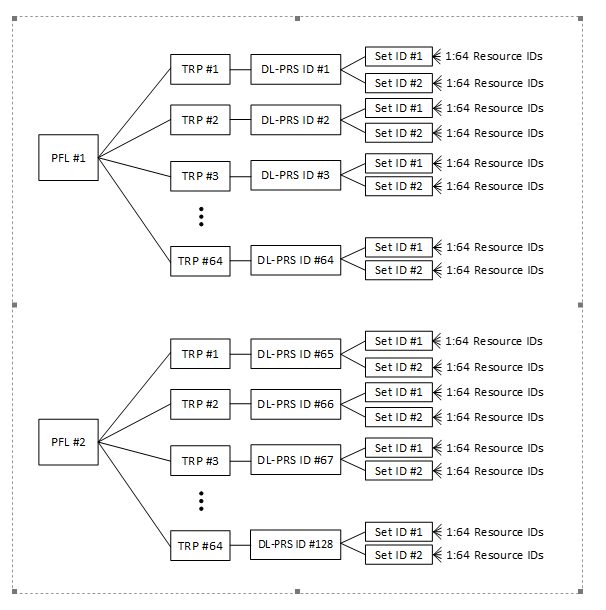 TRP #1 DL-PRS ID #1 Set ID #1 1:64 Resource IDs
Set ID #2 1:64 Resource IDs
TRP #2 DL-PRS ID #2 Set ID #1 1:64 Resource IDs
Set ID #2 1:64 Resource IDs
PFL #1
TRP #3 DL-PRS ID #3 Set ID #1 1:64 Resource IDs
Set ID #2 1:64 Resource IDs
TRP #64 DL-PRS ID #64 Set ID #1 1:64 Resource IDs
Set ID #2 1:64 Resource IDs
TRP #1 DL-PRS ID #65 Set ID #1 1:64 Resource IDs
Set ID #2 1:64 Resource IDs
TRP #2 DL-PRS ID #66 Set ID #1 1:64 Resource IDs
Set ID #2 1:64 Resource IDs
PFL #2
TRP #3 DL-PRS ID #67 Set ID #1 1:64 Resource IDs
Set ID #2 1:64 Resource IDs
TRP #64 DL-PRS ID #128 Set ID #1 1:64 Resource IDs
Set ID #2 1:64 Resource IDs